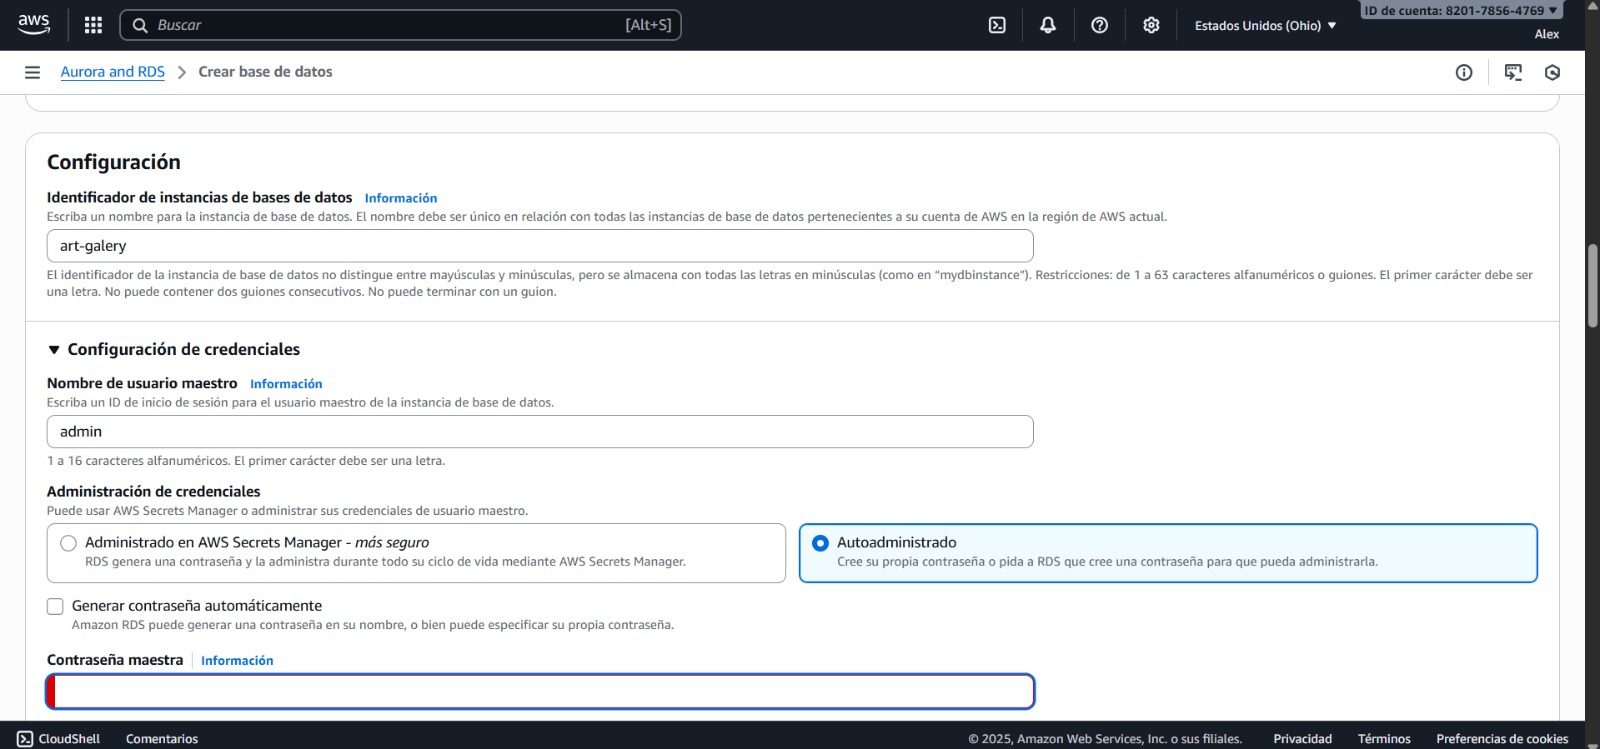 aws
Buscar
[Alt+S]
Estados Unidos (Ohio)
ID de cuenta: 8201-7856-4769
Alex
Aurora and RDS
Crear base de datos
Configuración
Identificador de instancias de bases de datos Información
Escriba un nombre para la instancia de base de datos. El nombre debe ser único en relación con todas las instancias de base de datos pertenecientes a su cuenta de AWS en la región de AWS actual.
art-galery
El identificador de la instancia de base de datos no distingue entre mayúsculas y minúsculas, pero se almacena con todas las letras en minúsculas (como en “mydbinstance”). Restricciones: de 1 a 63 caracteres alfanuméricos o guiones. El primer carácter debe ser
una letra. No puede contener dos guiones consecutivos. No puede terminar con un guion.
Configuración de credenciales
Nombre de usuario maestro Información
Escriba un ID de inicio de sesión para el usuario maestro de la instancia de base de datos.
admin
1 a 16 caracteres alfanuméricos. El primer carácter debe ser una letra.
Administración de credenciales
Puede usar AWS Secrets Manager o administrar sus credenciales de usuario maestro.
Administrado en AWS Secrets Manager - más seguro
RDS genera una contraseña y la administra durante todo su ciclo de vida mediante AWS Secrets Manager.
Autoadministrado
Cree su propia contraseña o pida a RDS que cree una contraseña para que pueda administrarla.
Generar contraseña automáticamente
Amazon RDS puede generar una contraseña en su nombre, o bien puede especificar su propia contraseña.
Contraseña maestra Información
CloudShell
Comentarios
© 2025, Amazon Web Services, Inc. o sus filiales.
Privacidad
Términos
Preferencias de cookies